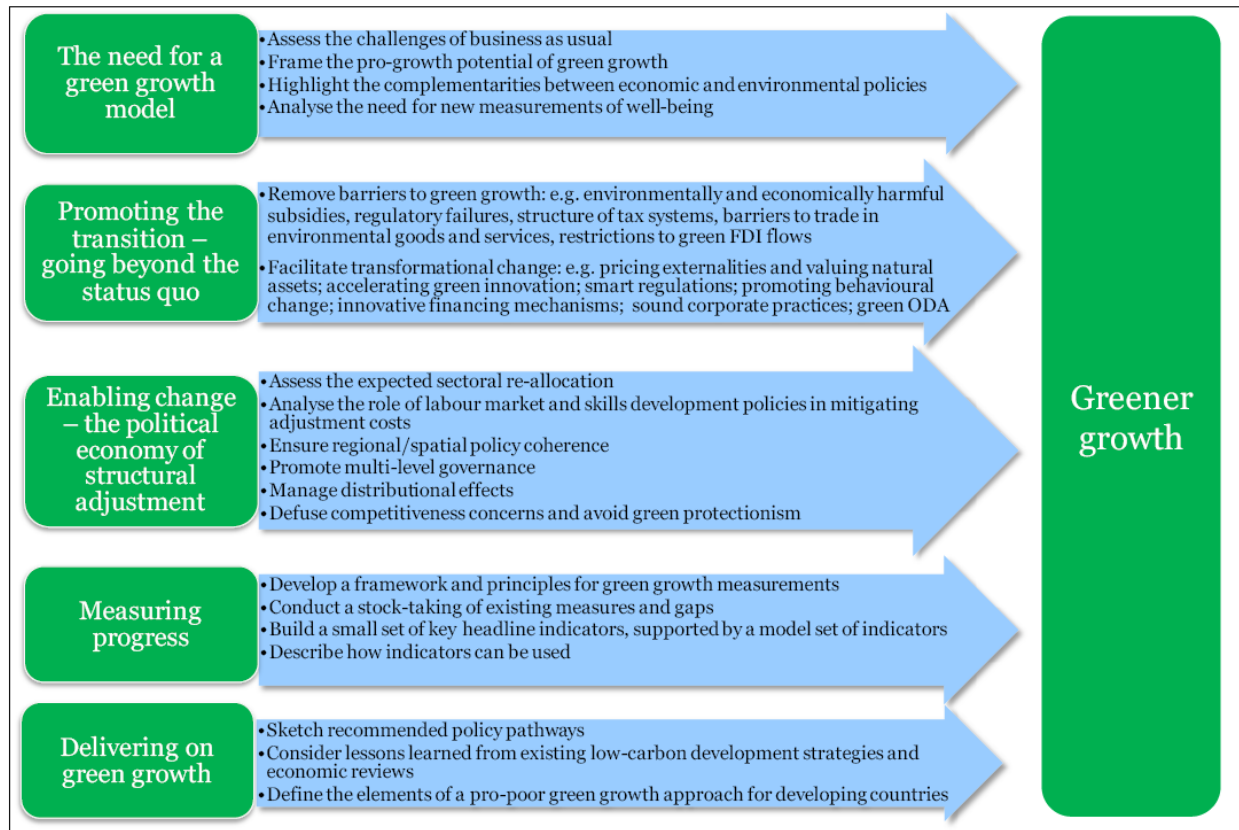 The need for a
green growth
model
•Assess the challenges of business as usual
•Frame the pro-growth potential of green growth
•Highlight the complementarities between economic and environmental policies
•Analyse the need for new measurements of well-being
Promoting the
transition –
going beyond the
status quo
•Remove barriers to green growth: e.g. environmentally and economically harmful
subsidies, regulatory failures, structure of tax systems, barriers to trade in
environmental goods and services, restrictions to green FDI flows
•Facilitate transformational change: e.g. pricing externalities and valuing natural
assets; accelerating green innovation; smart regulations; promoting behavioural
change; innovative financing mechanisms; sound corporate practices; green ODA
Enabling change
– the political
economy of
structural
adjustment
•Assess the expected sectoral re-allocation
•Analyse the role of labour market and skills development policies in mitigating
adjustment costs
•Ensure regional/spatial policy coherence
•Promote multi-level governance
•Manage distributional effects
•Defuse competitiveness concerns and avoid green protectionism
Measuring
progress
•Develop a framework and principles for green growth measurements
•Conduct a stock-taking of existing measures and gaps
•Build a small set of key headline indicators, supported by a model set of indicators
•Describe how indicators can be used
Delivering on
green growth
•Sketch recommended policy pathways
•Consider lessons learned from existing low-carbon development strategies and
economic reviews
•Define the elements of a pro-poor green growth approach for developing countries
Greener
growth